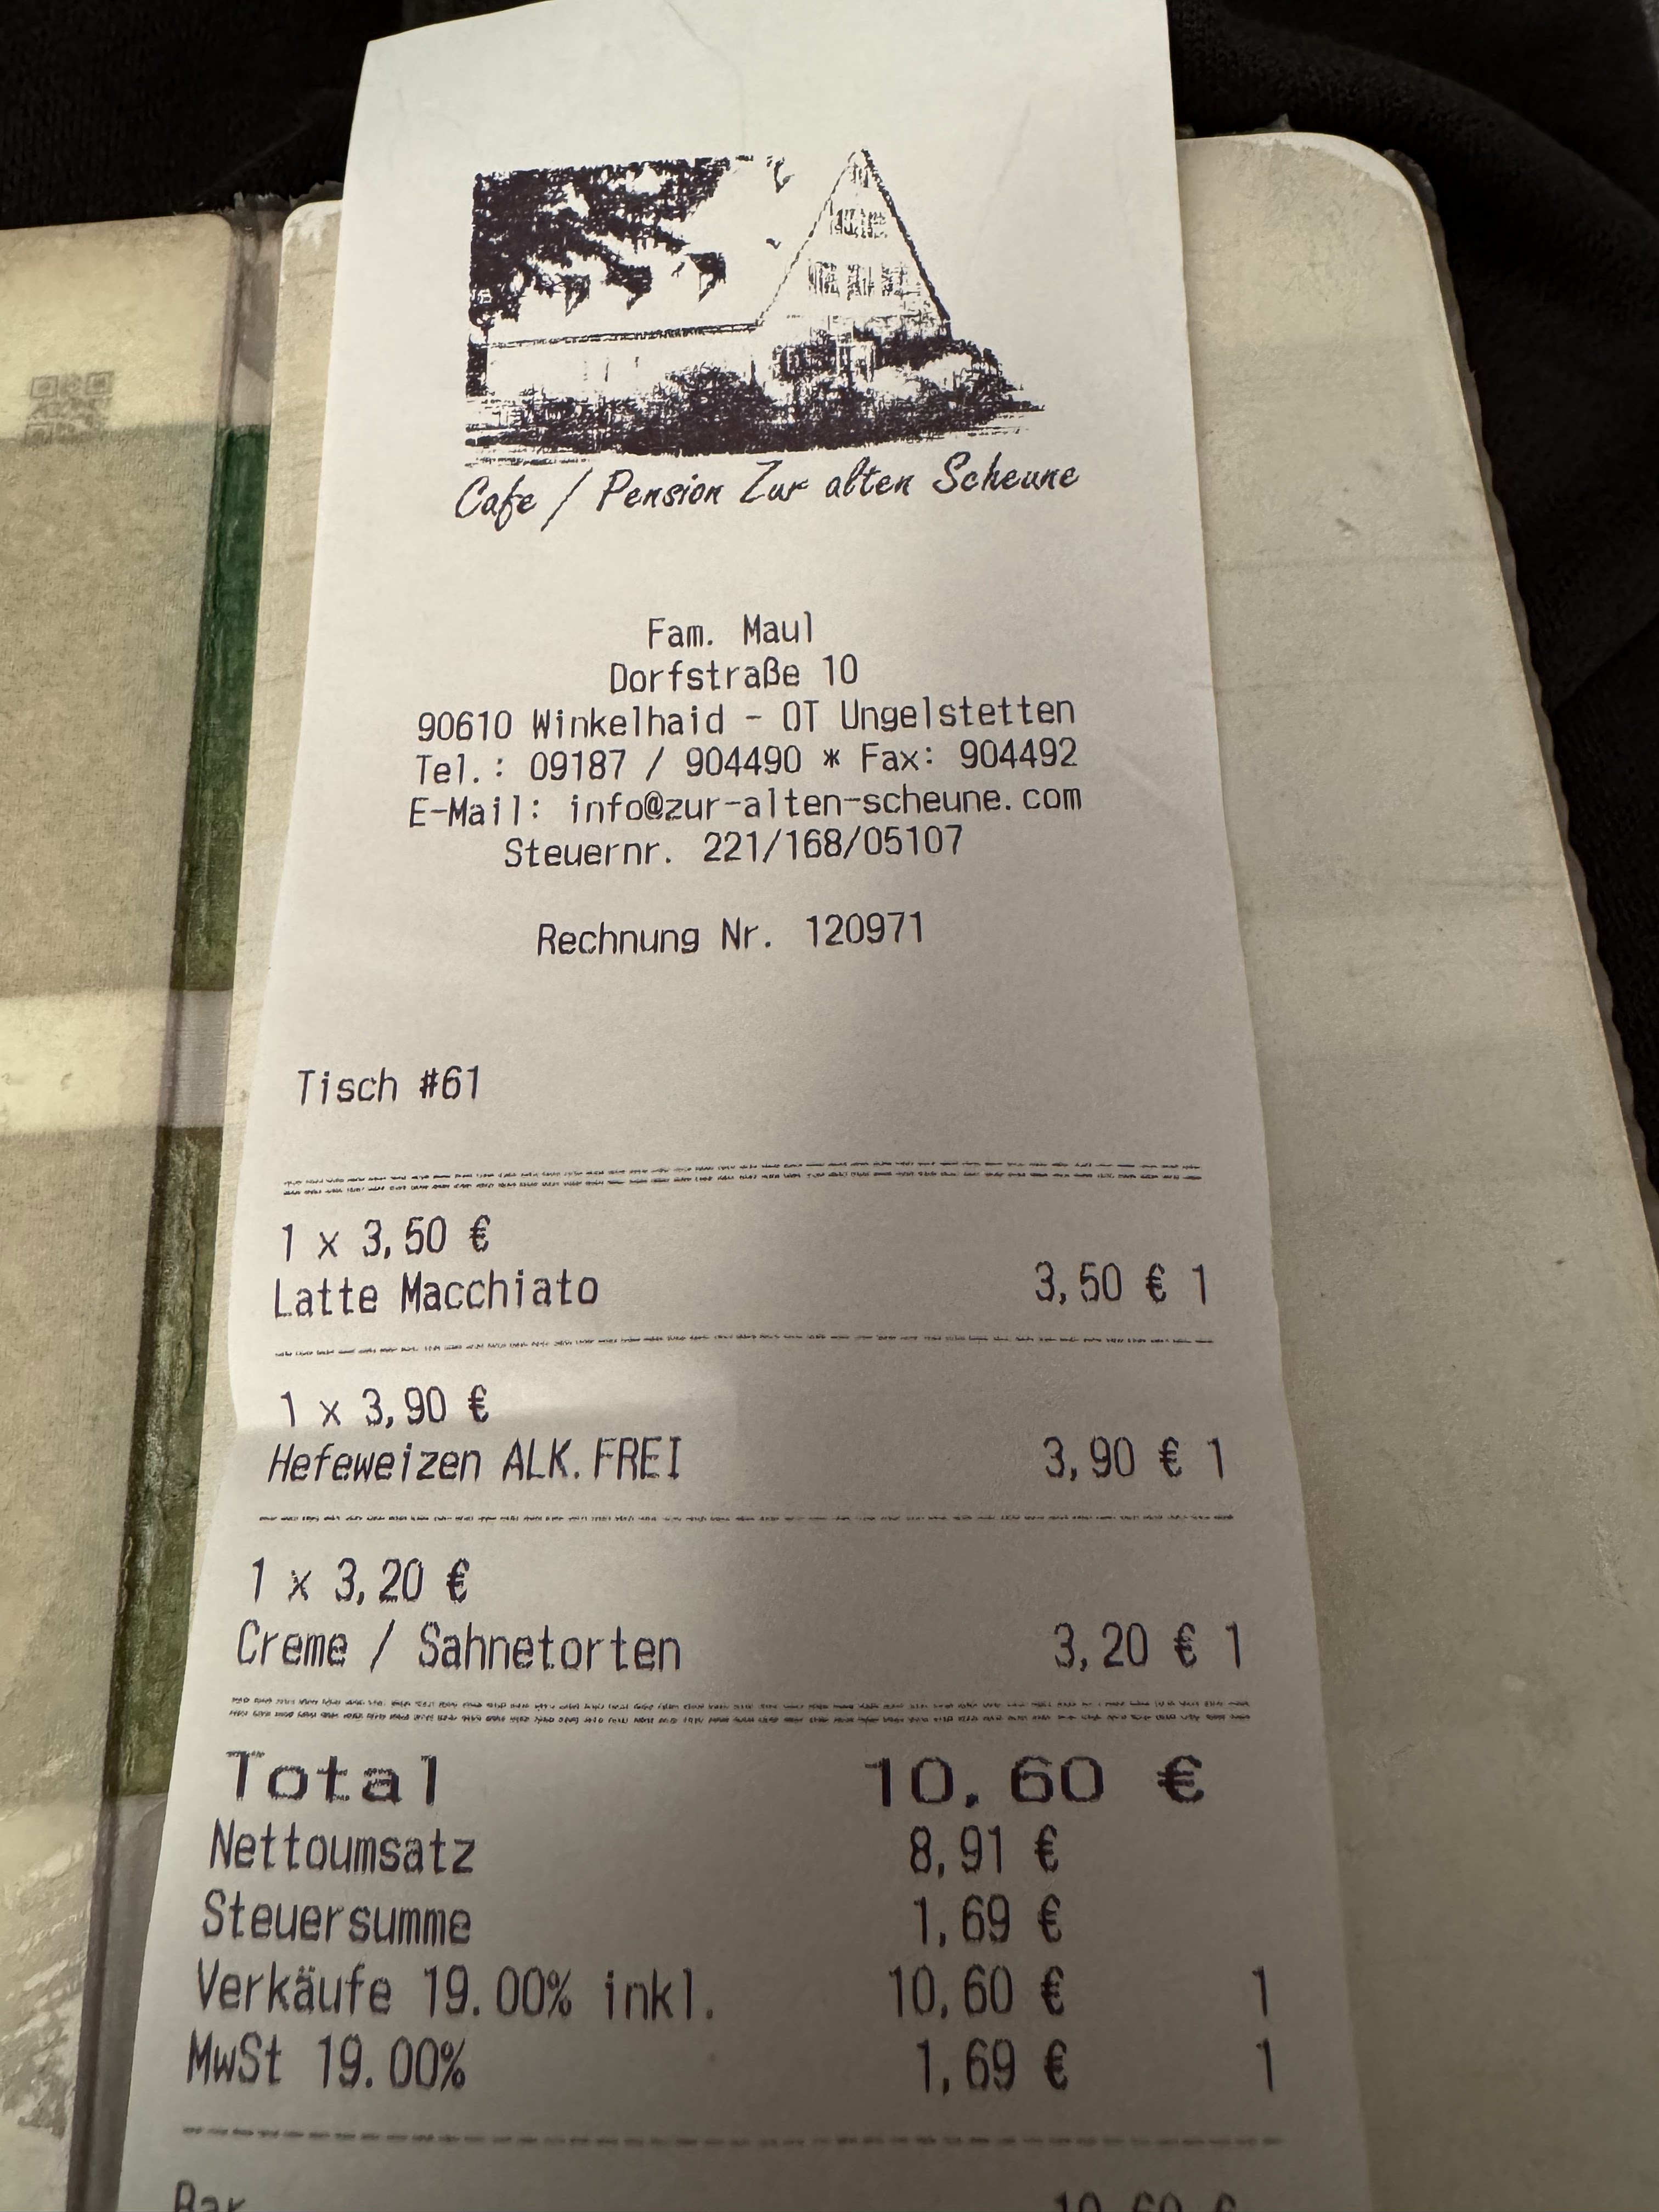 Cafe / Pension Zur alten Scheune
Fam. Maul
Dorfstraße 10
90610 Winkelhaid - OT Ungelstetten
Tel.: 09187 / 904490 * Fax: 904492
E-Mail: info@zur-alten-scheune.com
Steuernr. 221/168/05107
Rechnung Nr. 120971
Tisch #61
1 x 3,50 €
Latte Macchiato 3,50 € 1
1 x 3,90 €
Hefeweizen ALK.FREI 3,90 € 1
1 x 3,20 €
Creme / Sahnetorten 3,20 € 1
Total 10.60 €
Nettoumsatz 8,91 €
Steuersumme 1,69 €
Verkäufe 19.00% inkl. 10,60 € 1
MwSt 19.00% 1,69 € 1
Bar 10,60 €